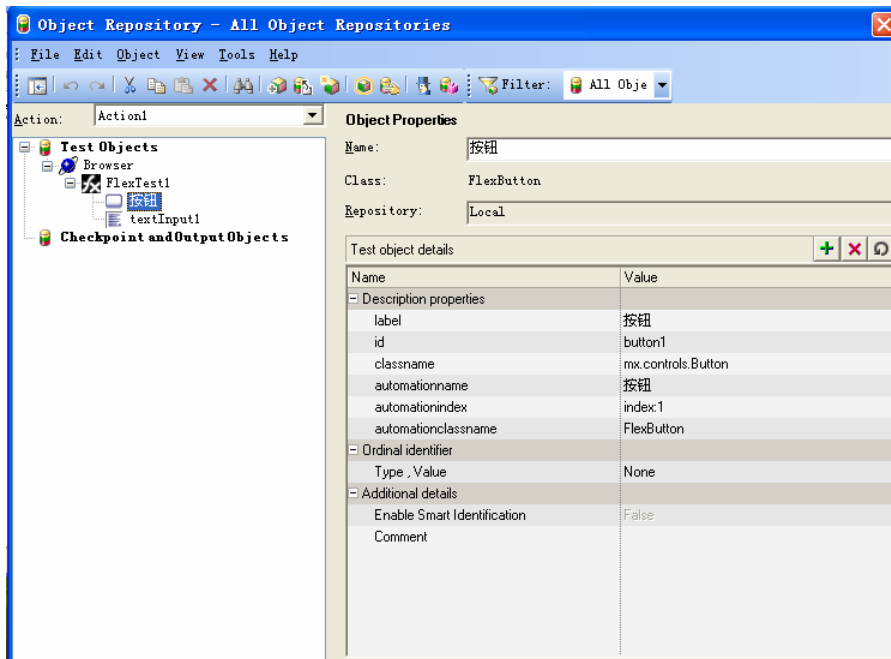 Object Repository - All Object Repositories
File Edit Object View Tools Help
Filter: All Obje
Action: Action1
Test Objects
Browser
FlexTest1
按钮
textInput1
Checkpoint and Output Objects
Object Properties
Name: 按钮
Class: FlexButton
Repository: Local
Test object details
Name Value
Description properties
label 按钮
id button1
classname mx.controls.Button
automationname 按钮
automationindex index:1
automationclassname FlexButton
Ordinal identifier
Type , Value None
Additional details
Enable Smart Identification False
Comment